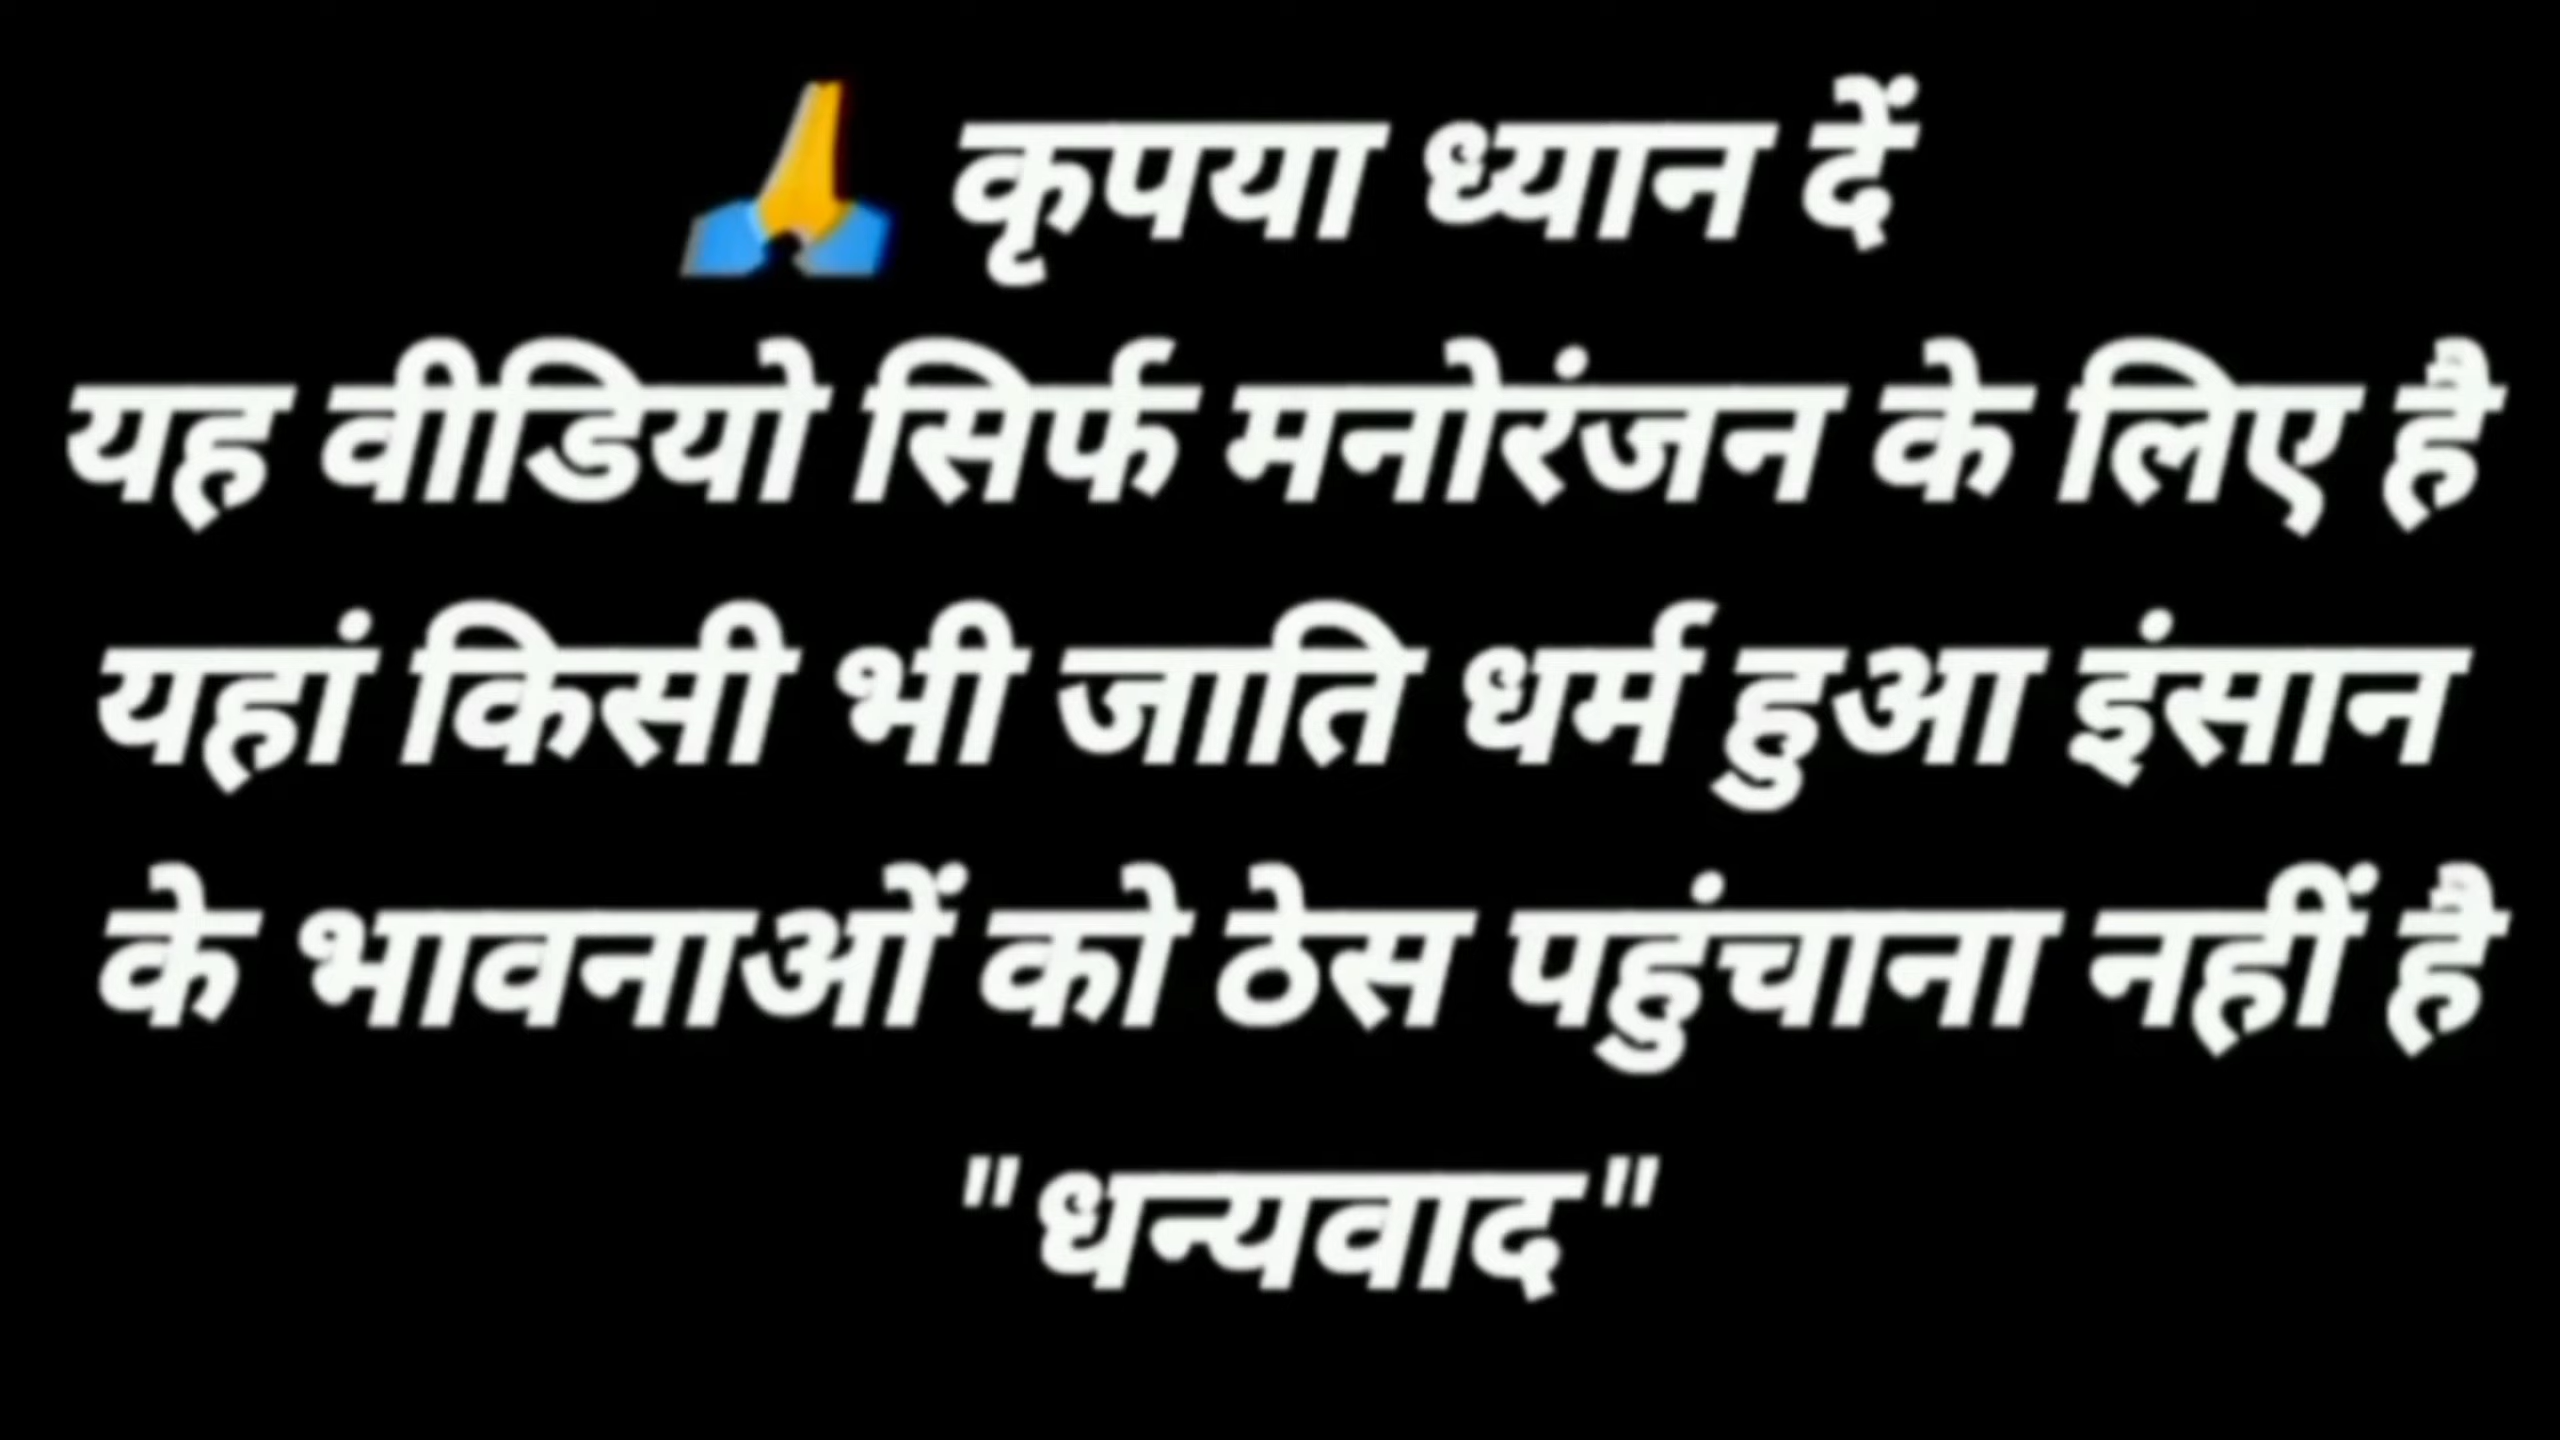 🙏 कृपया ध्यान दें
यह वीडियो सिर्फ मनोरंजन के लिए है
यहां किसी भी जाति धर्म हुआ इंसान
के भावनाओं को ठेस पहुंचाना नहीं है
"धन्यवाद"